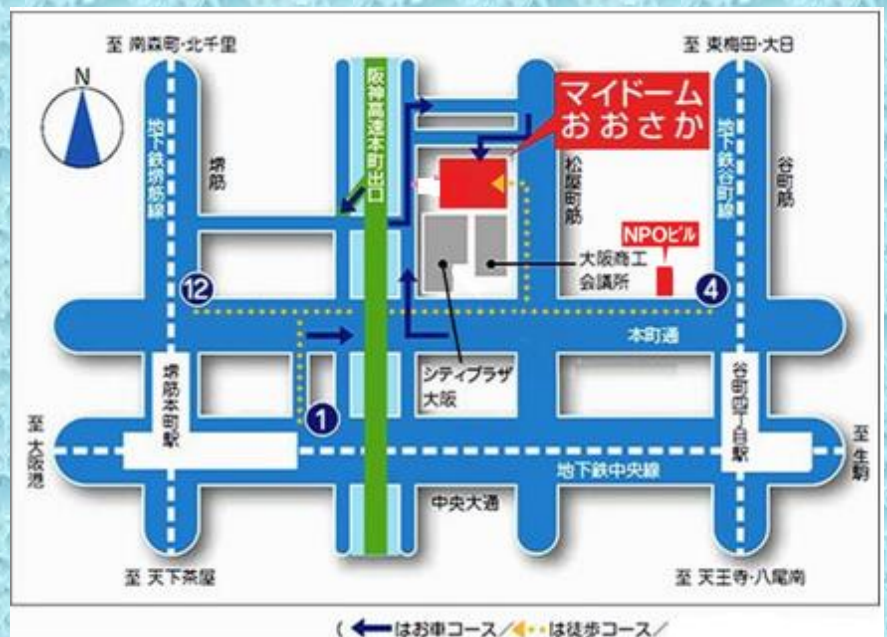 至 南森町・北千里
至 東梅田・大日
N
阪神高速本町出口
マイドーム
おおさか
地下鉄堺筋線
堺筋
松屋町筋
地下鉄谷町線
谷町筋
NPOビル
大阪商工
会議所
12
4
本町通
シティプラザ
大阪
堺筋本町駅
谷町四丁目駅
1
至 大阪港
至 生駒
地下鉄中央線
中央大通
至 天下茶屋
至 天王寺・八尾南
( はお車コース/ は徒歩コース/